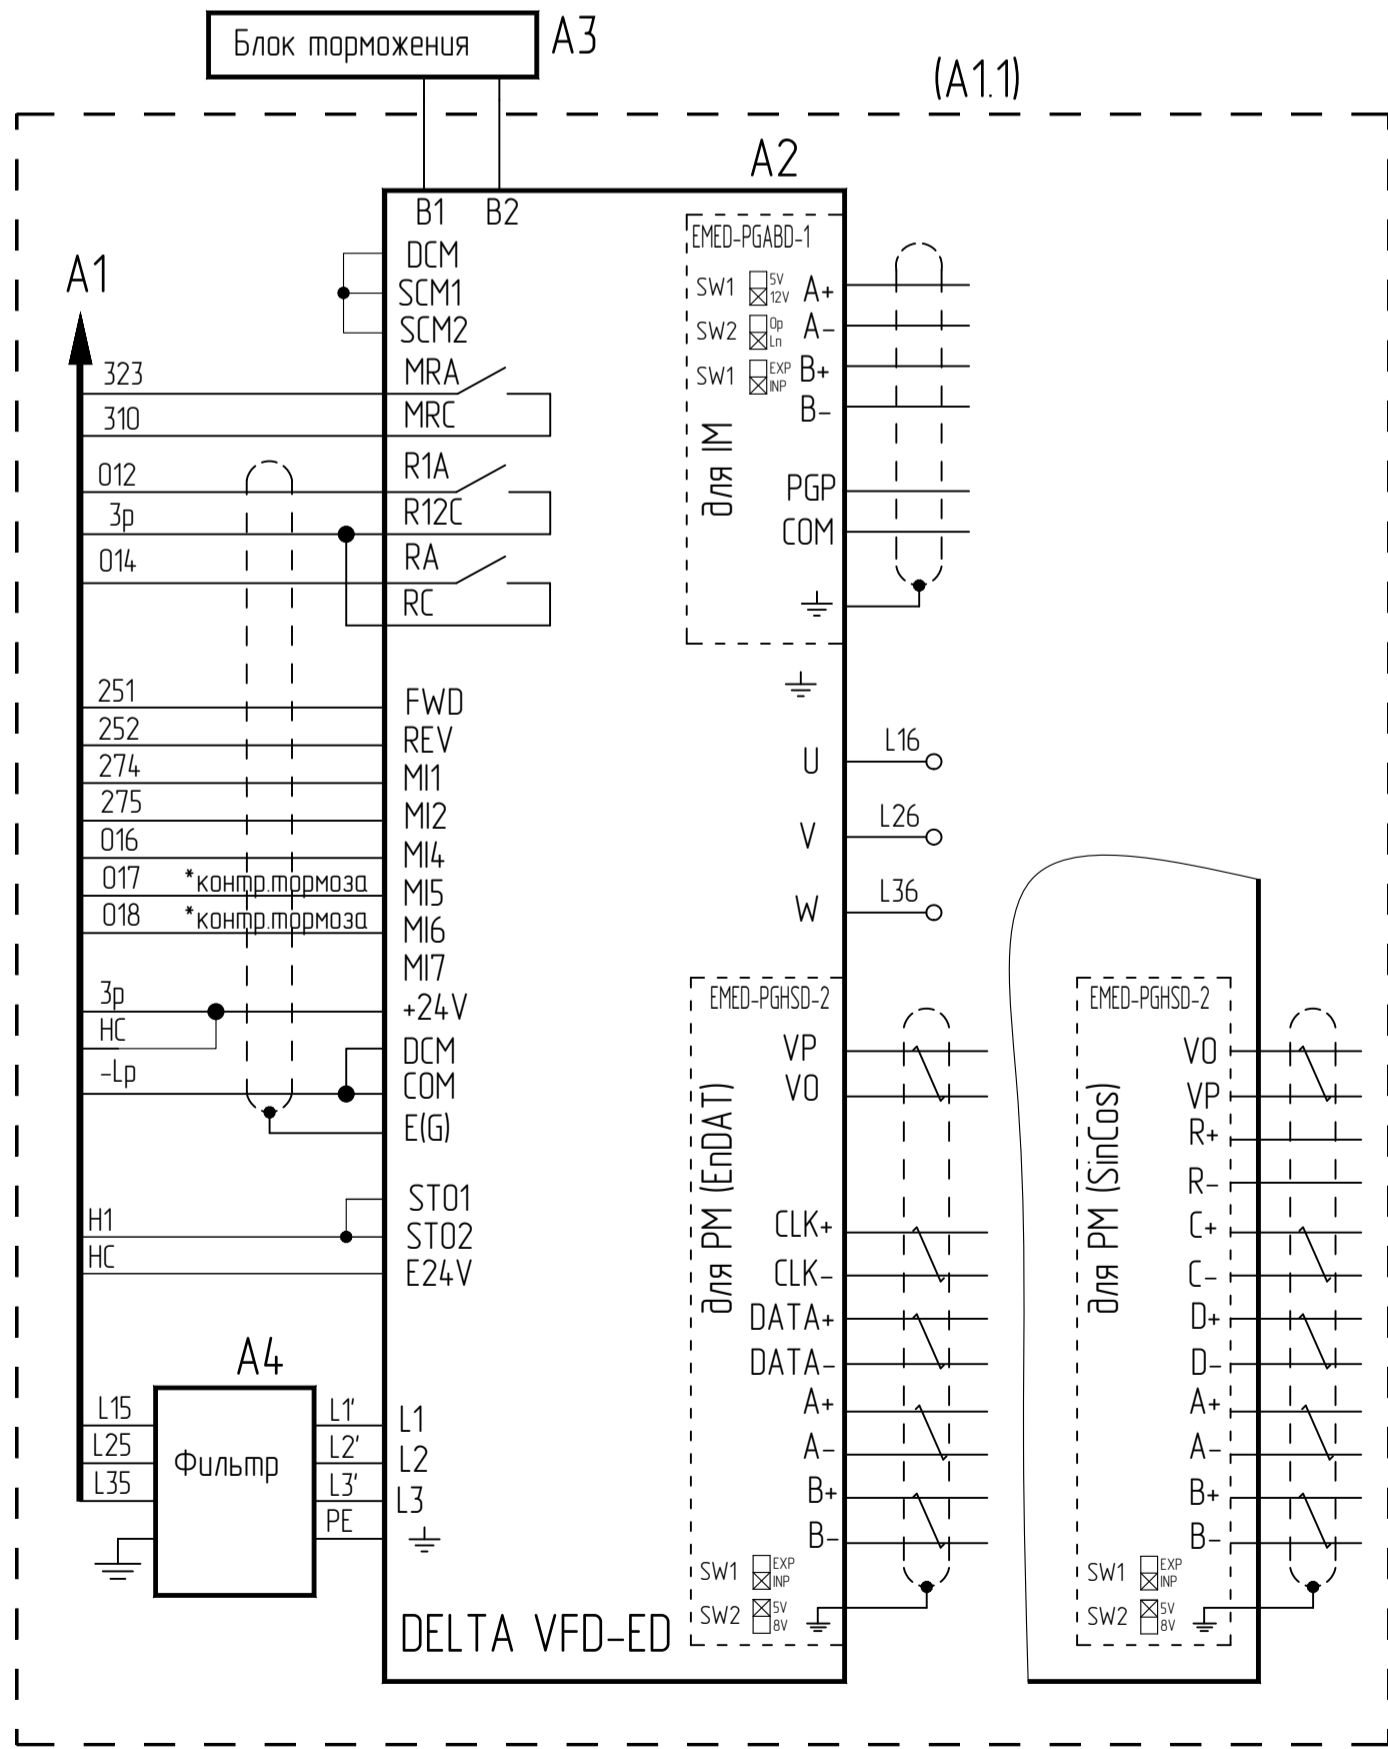 Блок торможения
A3
(A1.1)
A2
B1 B2
A1
DCM
SCM1
SCM2
323
MRA
310
MRC
012
R1A
3р
R12C
014
RA
RC
251
FWD
252
REV
274
MI1
275
MI2
016
MI4
017 *контр.тормоза
MI5
018 *контр.тормоза
MI6
MI7
3р
+24V
НС
DCM
-Lр
COM
E(G)
STO1
H1
STO2
НС
E24V
A4
Фильтр
L15
L25
L35
L1'
L2'
L3'
PE
L1
L2
L3
DELTA VFD-ED
EMED-PGABD-1
SW1 5V
12V
SW2 Op
Ln
SW1 EXP
INP
для IM
A+
A-
B+
B-
PGP
COM
U L16
V L26
W L36
EMED-PGHSD-2
для PM (EnDAT)
VP
VO
CLK+
CLK-
DATA+
DATA-
A+
A-
B+
B-
SW1 EXP
INP
SW2 5V
8V
EMED-PGHSD-2
для PM (SinCos)
VO
VP
R+
R-
C+
C-
D+
D-
A+
A-
B+
B-
SW1 EXP
INP
SW2 5V
8V